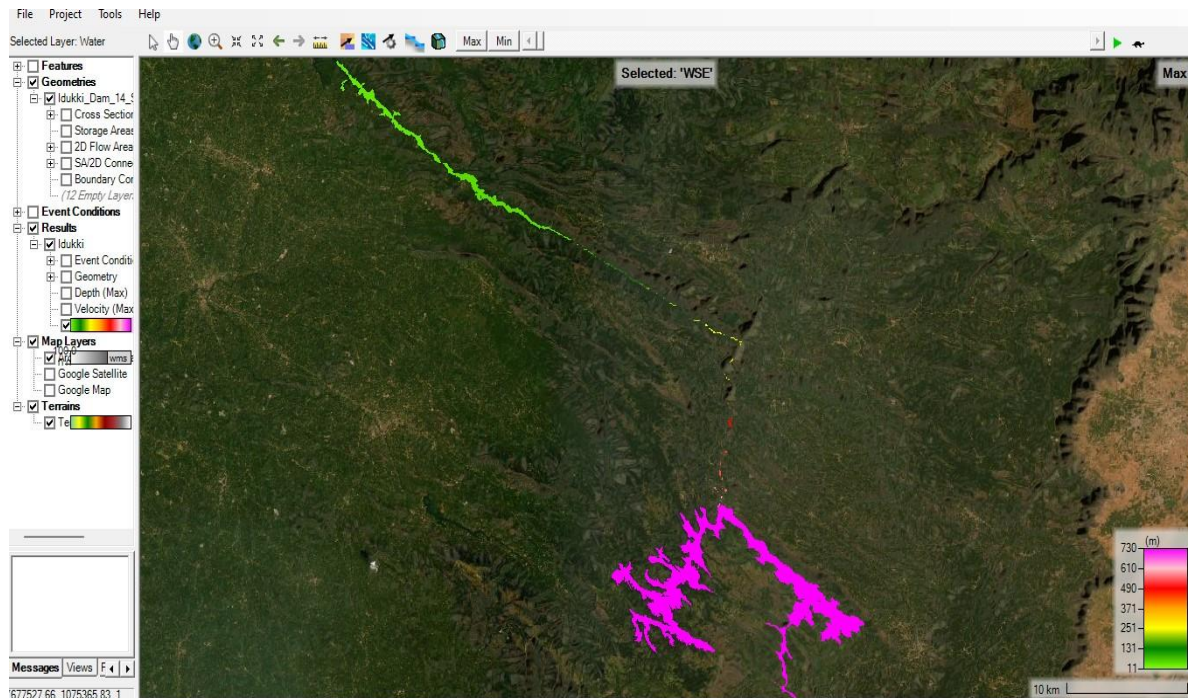 File Project Tools Help
Selected Layer: Water
Max Min
Features
Geometries
Idukki_Dam_14_S
Cross Section
Storage Areas
2D Flow Area
SA/2D Conne
Boundary Cor
(12 Empty Layer
Event Conditions
Results
Idukki
Event Conditi
Geometry
Depth (Max)
Velocity (Max
Map Layers
wms
Google Satellite
Google Map
Terrains
Te
Messages Views F
677527.66, 1075365.83 1
Selected: 'WSE'
Max
(m)
730
610
490
371
251
131
11
10 km